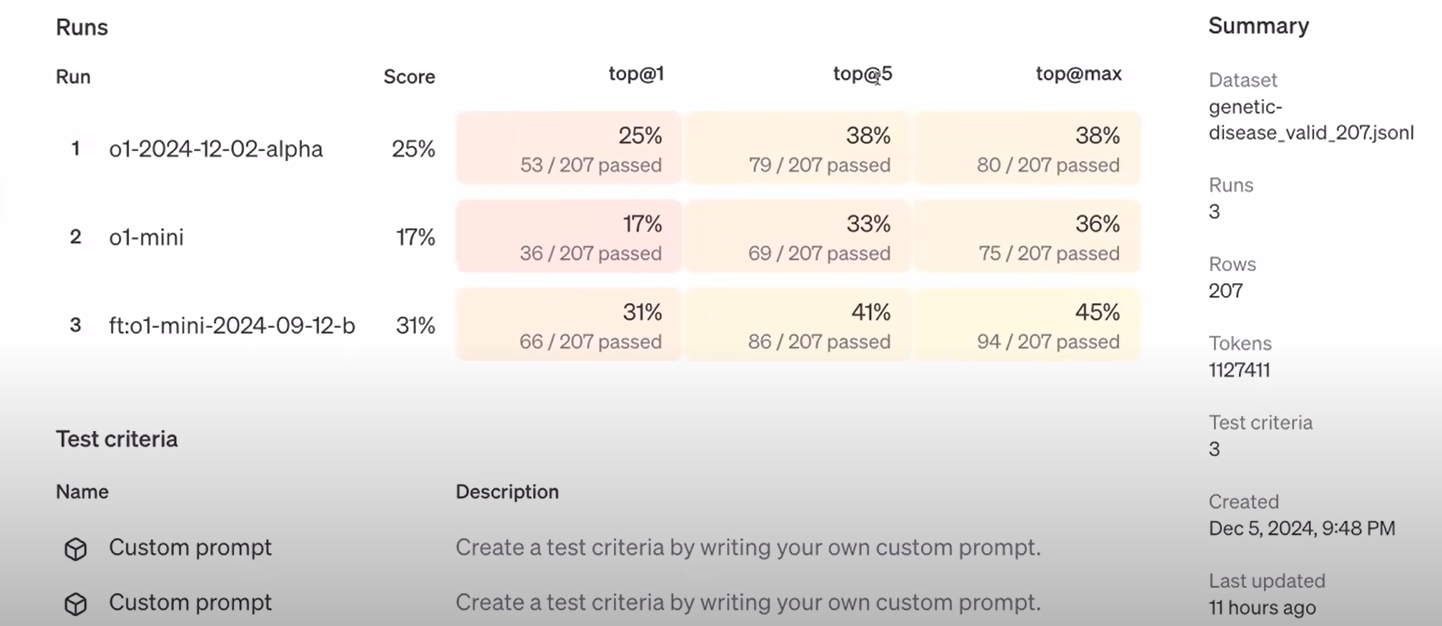 Runs
Run Score top@1 top@5 top@max
1 o1-2024-12-02-alpha 25% 25% 38% 38%
53 / 207 passed 79 / 207 passed 80 / 207 passed
2 o1-mini 17% 17% 33% 36%
36 / 207 passed 69 / 207 passed 75 / 207 passed
3 ft:o1-mini-2024-09-12-b 31% 31% 41% 45%
66 / 207 passed 86 / 207 passed 94 / 207 passed
Test criteria
Name Description
Custom prompt Create a test criteria by writing your own custom prompt.
Custom prompt Create a test criteria by writing your own custom prompt.
Summary
Dataset
genetic-
disease_valid_207.jsonl
Runs
3
Rows
207
Tokens
1127411
Test criteria
3
Created
Dec 5, 2024, 9:48 PM
Last updated
11 hours ago